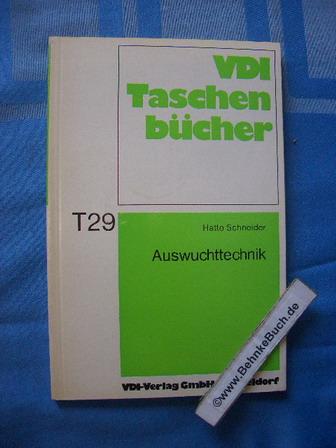 VDI
Taschen
bücher
T29
Hatto Schneider
Auswuchttechnik
VDI-Verlag GmbH
©www.BehnkeBuch.de